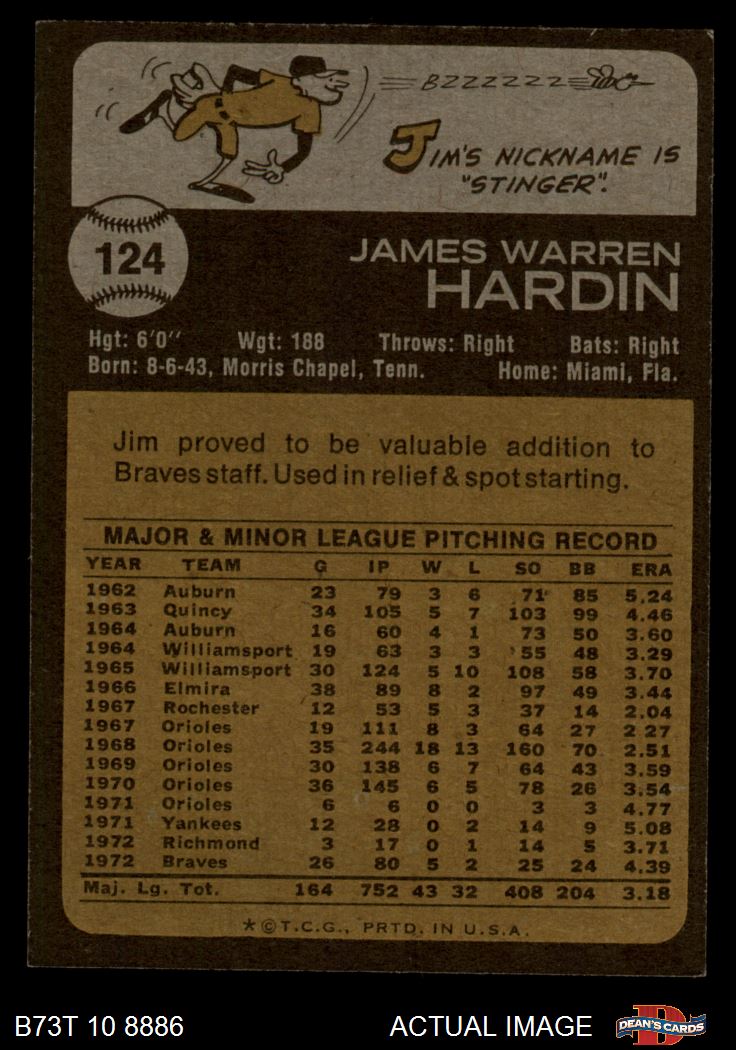 BZZZZZZZ
JIM'S NICKNAME IS
"STINGER".
124
JAMES WARREN
HARDIN
Hgt: 6'0" Wgt: 188 Throws: Right Bats: Right
Born: 8-6-43, Morris Chapel, Tenn. Home: Miami, Fla.
Jim proved to be valuable addition to
Braves staff. Used in relief & spot starting.
MAJOR & MINOR LEAGUE PITCHING RECORD
YEAR TEAM G IP W L SO BB ERA
1962 Auburn 23 79 3 6 71 85 5.24
1963 Quincy 34 105 5 7 103 99 4.46
1964 Auburn 16 60 4 1 73 50 3.60
1964 Williamsport 19 63 3 3 55 48 3.29
1965 Williamsport 30 124 5 10 108 58 3.70
1966 Elmira 38 89 8 2 97 49 3.44
1967 Rochester 12 53 5 3 37 14 2.04
1967 Orioles 19 111 8 3 64 27 2.27
1968 Orioles 35 244 18 13 160 70 2.51
1969 Orioles 30 138 6 7 64 43 3.59
1970 Orioles 36 145 6 5 78 26 3.54
1971 Orioles 6 6 0 0 3 3 4.77
1971 Yankees 12 28 0 2 14 9 5.08
1972 Richmond 3 17 0 1 14 5 3.71
1972 Braves 26 80 5 2 25 24 4.39
Maj. Lg. Tot. 164 752 43 32 408 204 3.18
*©T.C.G., PRTD. IN U.S.A.
B73T 10 8886 ACTUAL IMAGE D DEAN'S CARDS